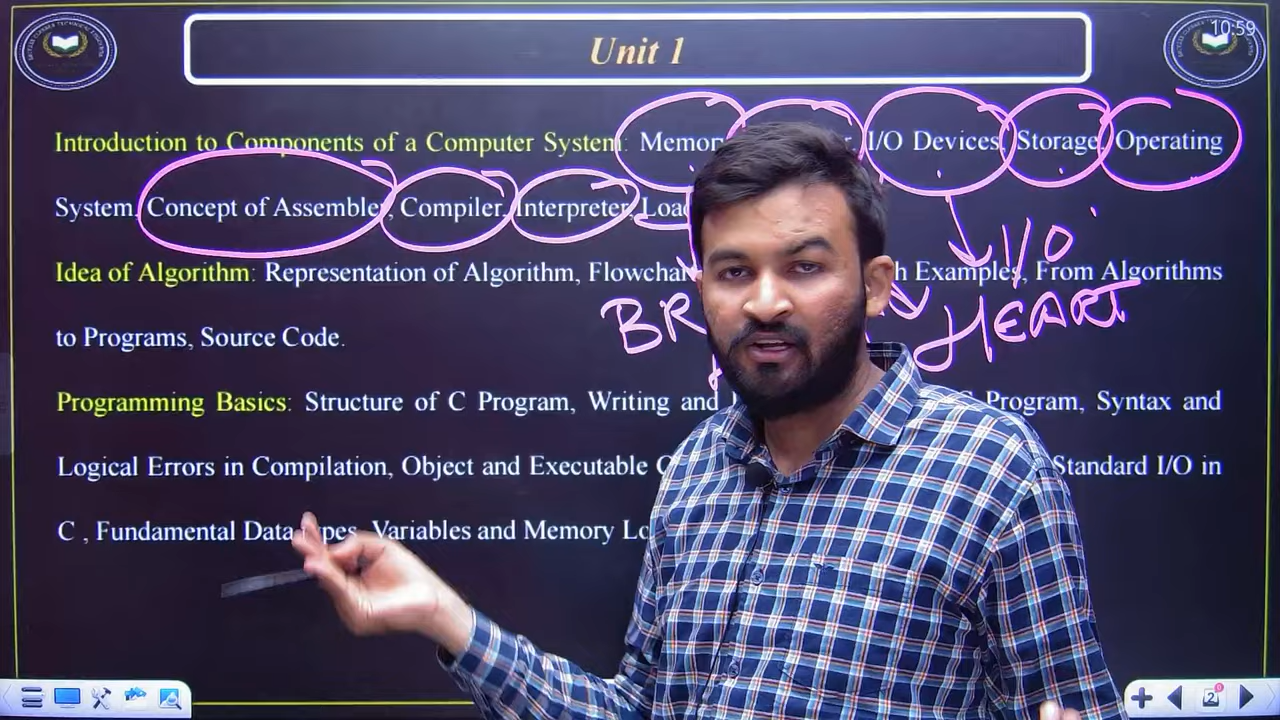 Unit 1
10:59
Introduction to Components of a Computer System: Memor I/O Devices, Storage, Operating
System, Concept of Assembler, Compiler, Interpreter, Loa
I/O
Idea of Algorithm: Representation of Algorithm, Flowchar h Examples, From Algorithms
BR HEART
to Programs, Source Code.
Programming Basics: Structure of C Program, Writing and C Program, Syntax and
Logical Errors in Compilation, Object and Executable C Standard I/O in
C , Fundamental Data Variables and Memory Lo
2